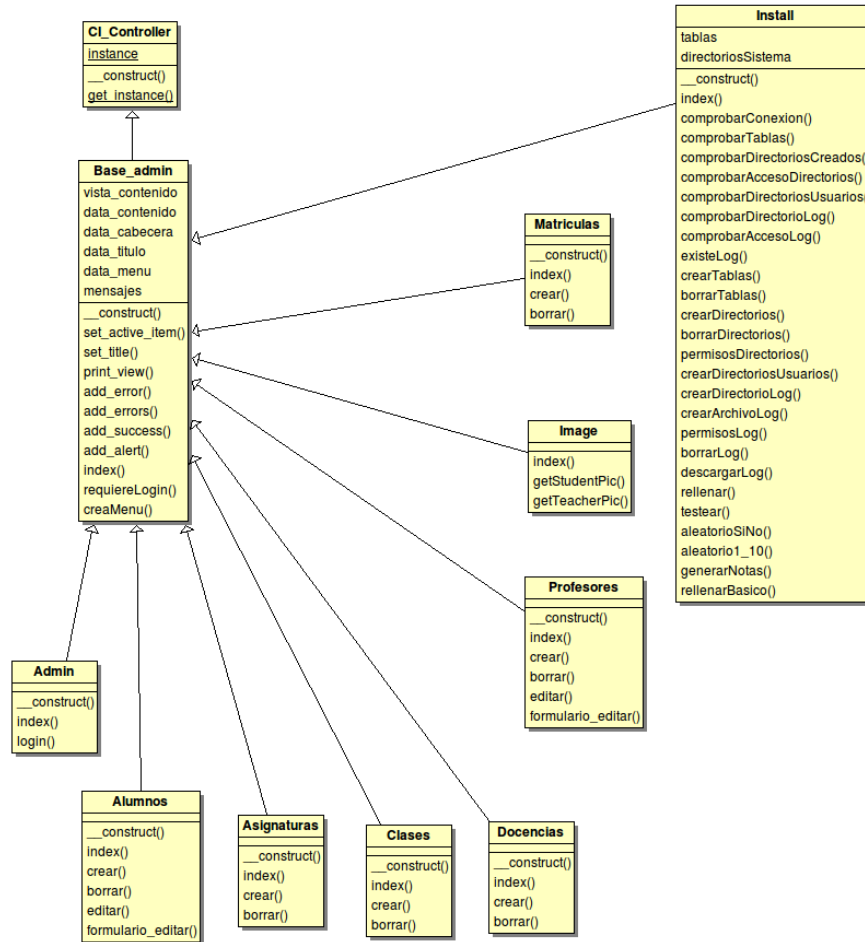 CI_Controller
instance
__construct()
get_instance()
Base_admin
vista_contenido
data_contenido
data_cabecera
data_titulo
data_menu
mensajes
__construct()
set_active_item()
set_title()
print_view()
add_error()
add_errors()
add_success()
add_alert()
index()
requiereLogin()
creaMenu()
Install
tablas
directoriosSistema
__construct()
index()
comprobarConexion()
comprobarTablas()
comprobarDirectoriosCreados()
comprobarAccesoDirectorios()
comprobarDirectoriosUsuarios(
comprobarDirectorioLog()
comprobarAccesoLog()
existeLog()
crearTablas()
borrarTablas()
crearDirectorios()
borrarDirectorios()
permisosDirectorios()
crearDirectoriosUsuarios()
crearDirectorioLog()
crearArchivoLog()
permisosLog()
borrarLog()
descargarLog()
rellenar()
testear()
aleatorioSiNo()
aleatorio1_10()
generarNotas()
rellenarBasico()
Matriculas
__construct()
index()
crear()
borrar()
Image
index()
getStudentPic()
getTeacherPic()
Profesores
__construct()
index()
crear()
borrar()
editar()
formulario_editar()
Admin
__construct()
index()
login()
Alumnos
__construct()
index()
crear()
borrar()
editar()
formulario_editar()
Asignaturas
__construct()
index()
crear()
borrar()
Clases
__construct()
index()
crear()
borrar()
Docencias
__construct()
index()
crear()
borrar()